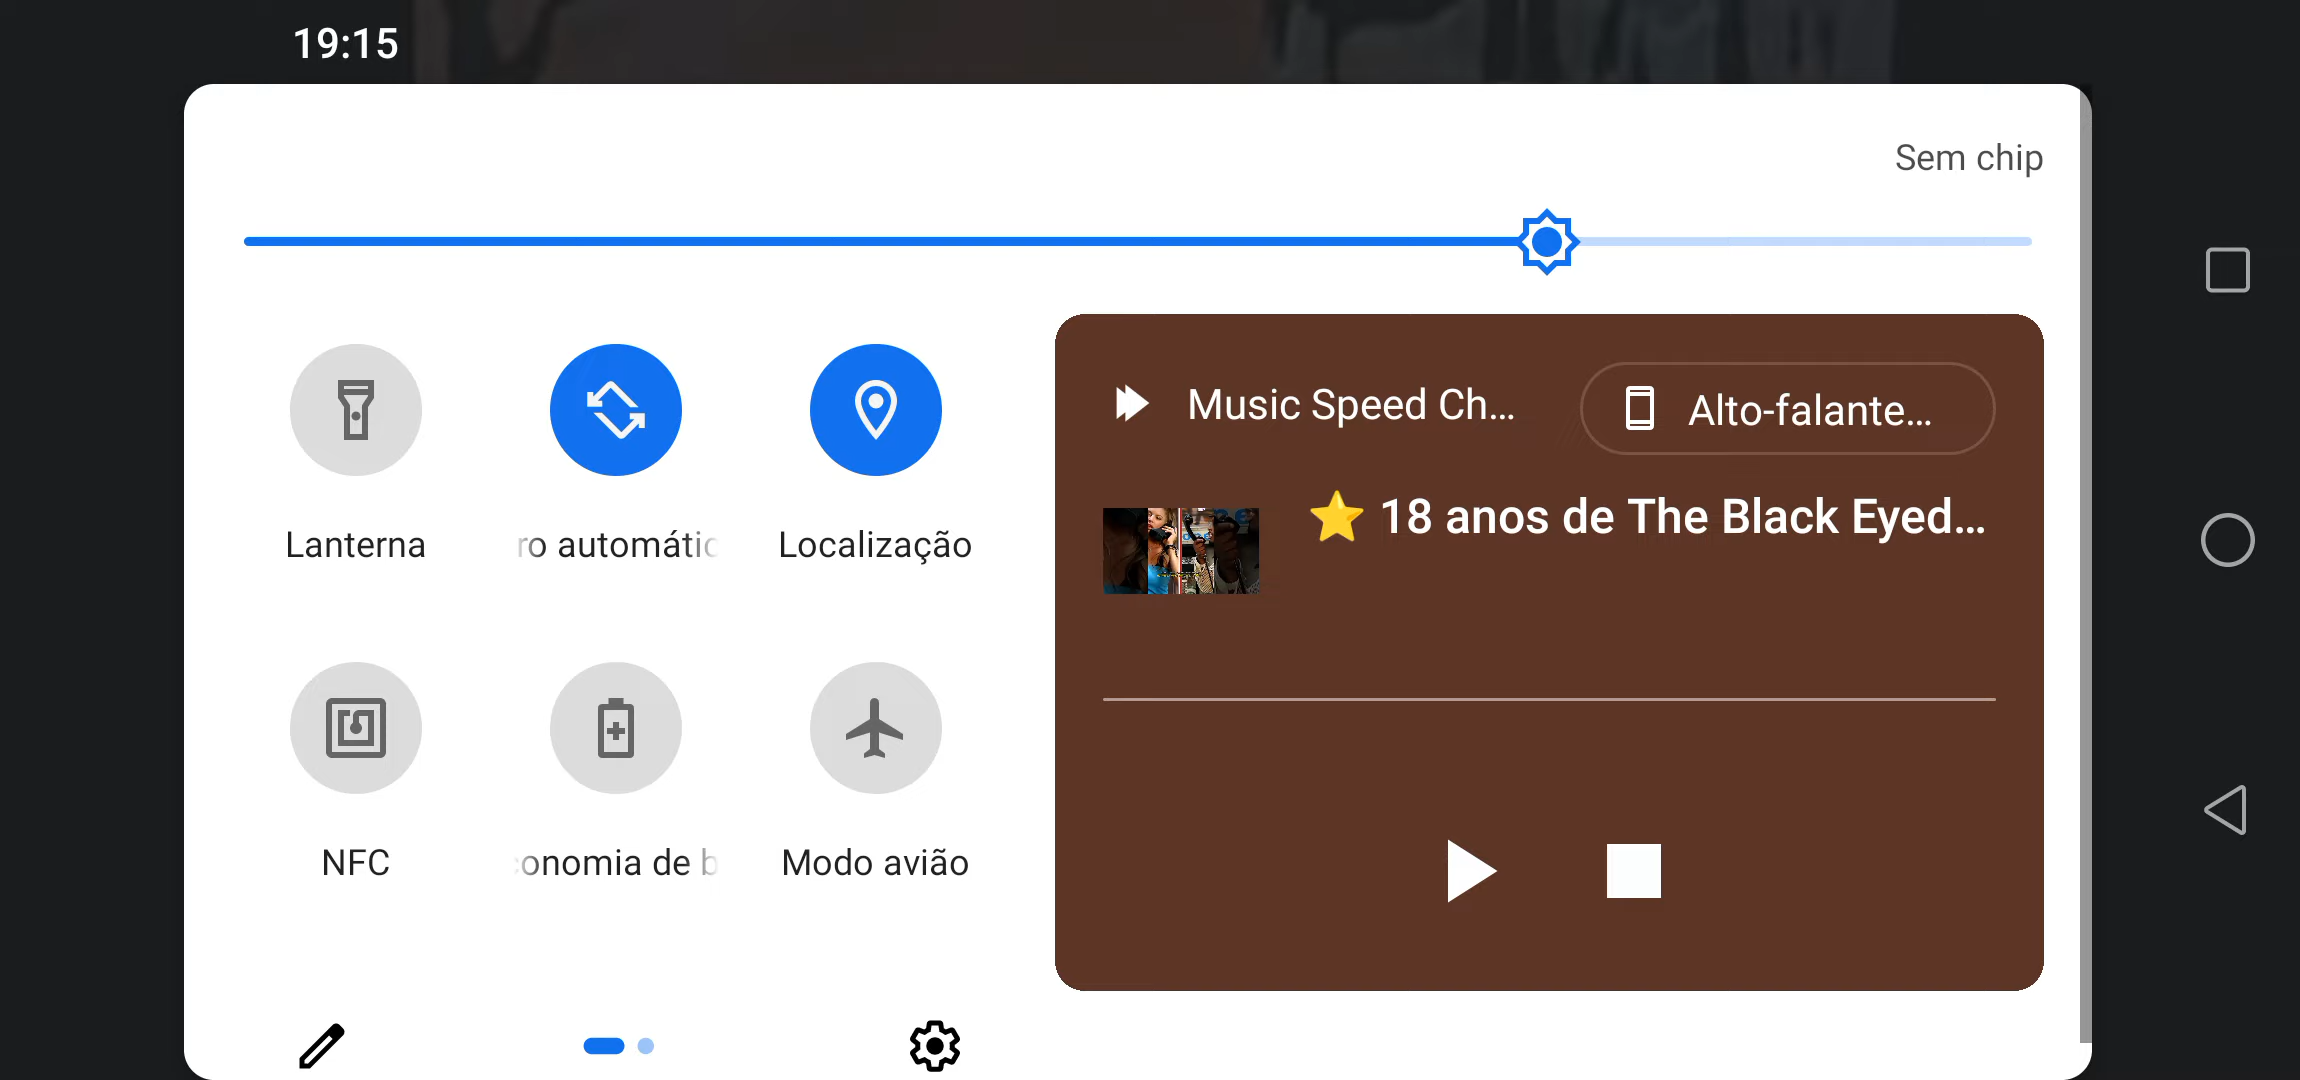 19:15
Sem chip
Music Speed Ch...
Alto-falante...
⭐ 18 anos de The Black Eyed...
Lanterna
ro automátic
Localização
NFC
onomia de b
Modo avião